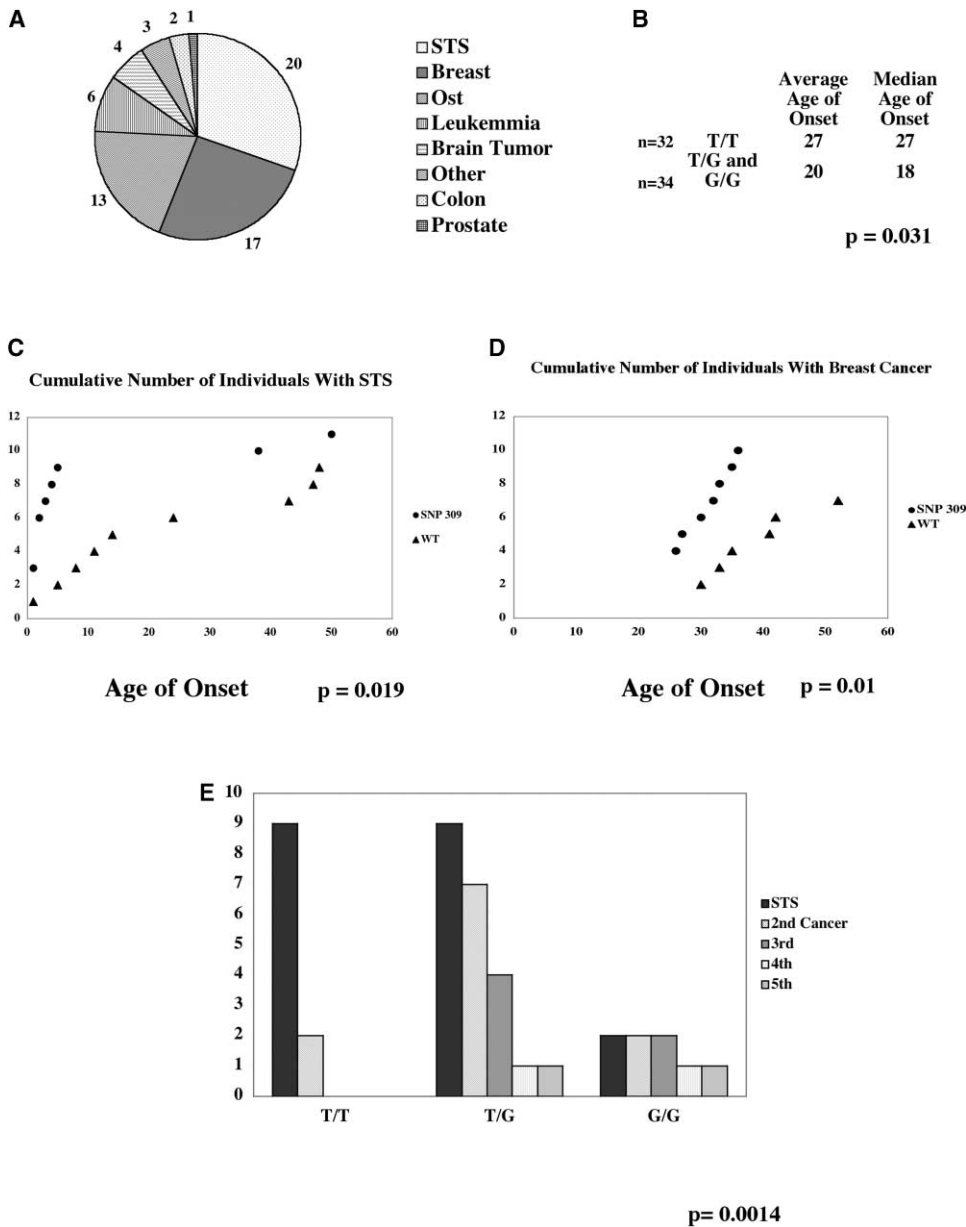 A
1
2
3
4
6
13
17
20
STS
Breast
Ost
Leukemmia
Brain Tumor
Other
Colon
Prostate
B
Average Age of Onset
Median Age of Onset
n=32 T/T 27 27
n=34 T/G and G/G 20 18
p = 0.031
C
Cumulative Number of Individuals With STS
12
10
8
6
4
2
0
0 10 20 30 40 50 60
SNP 309
WT
Age of Onset p = 0.019
D
Cumulative Number of Individuals With Breast Cancer
12
10
8
6
4
2
0
0 10 20 30 40 50 60
SNP 309
WT
Age of Onset p = 0.01
E
10
9
8
7
6
5
4
3
2
1
0
T/T T/G G/G
STS
2nd Cancer
3rd
4th
5th
p= 0.0014